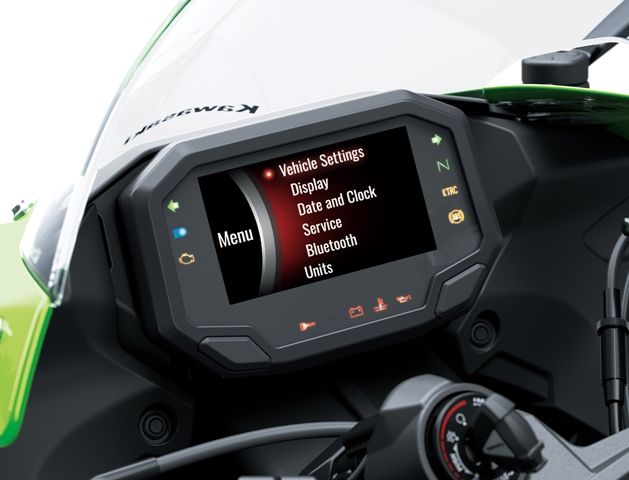 Kawasaki
Menu
Vehicle Settings
Display
Date and Clock
Service
Bluetooth
Units
N
KTRC
ABS